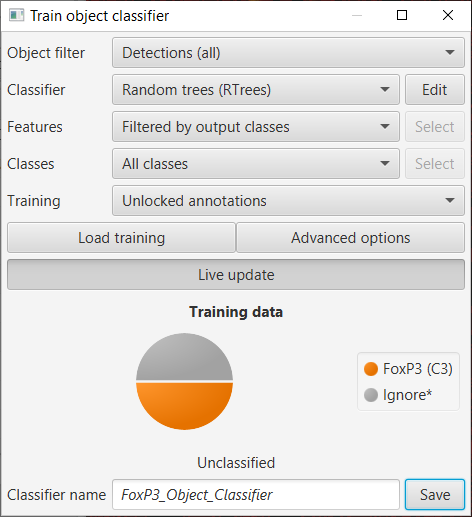 Train object classifier
Object filter Detections (all)
Classifier Random trees (RTrees) Edit
Features Filtered by output classes Select
Classes All classes Select
Training Unlocked annotations
Load training Advanced options
Live update
Training data
FoxP3 (C3)
Ignore*
Unclassified
Classifier name FoxP3_Object_Classifier Save